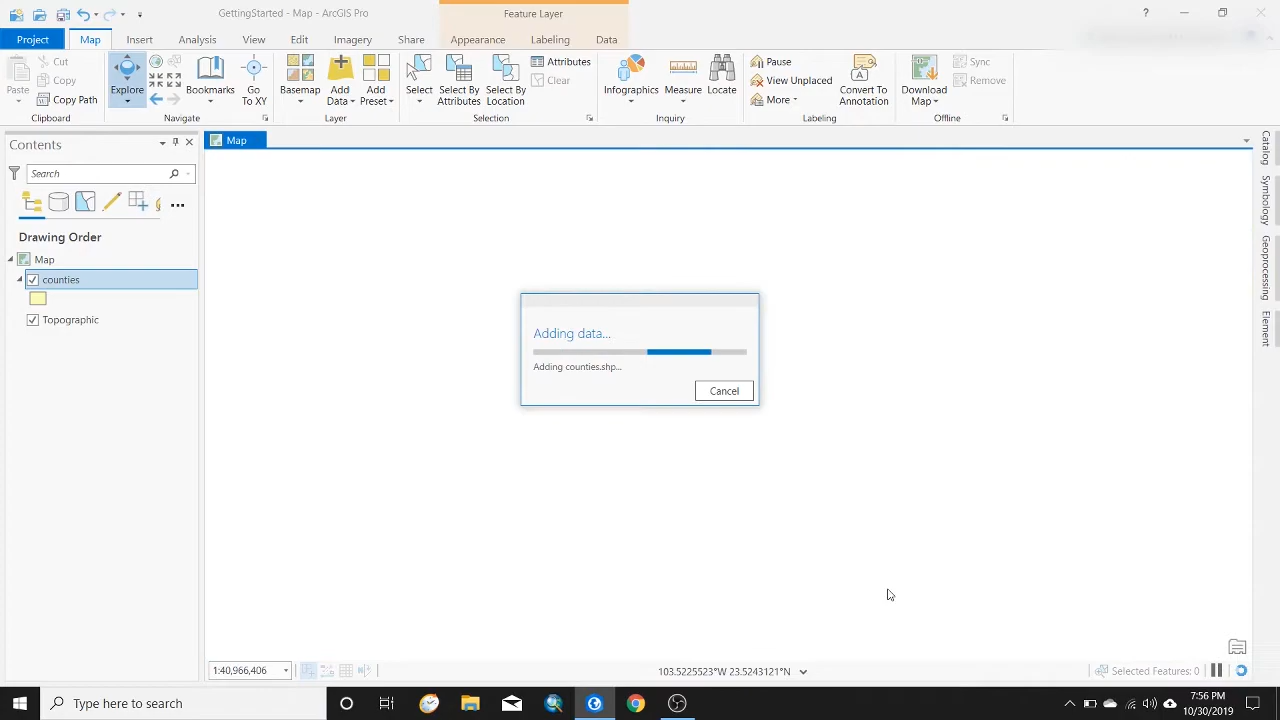 GettingStarted - Map - ArcGIS Pro
Feature Layer
?
Project
Map
Insert
Analysis
View
Edit
Imagery
Share
Appearance
Labeling
Data
Paste
Cut
Copy
Copy Path
Clipboard
Explore
Bookmarks
Go To XY
Navigate
Basemap
Add Data
Add Preset
Layer
Select
Select By Attributes
Select By Location
Attributes
Clear
Selection
Infographics
Measure
Locate
Inquiry
Pause
View Unplaced
More
Convert To Annotation
Labeling
Download Map
Sync
Remove
Offline
Contents
Search
Drawing Order
Map
counties
Topographic
Map
Adding data...
Adding counties.shp...
Cancel
Catalog
Symbology
Geoprocessing
Element
1:40,966,406
103.5225523°W 23.5243121°N
Selected Features: 0
Type here to search
7:56 PM
10/30/2019